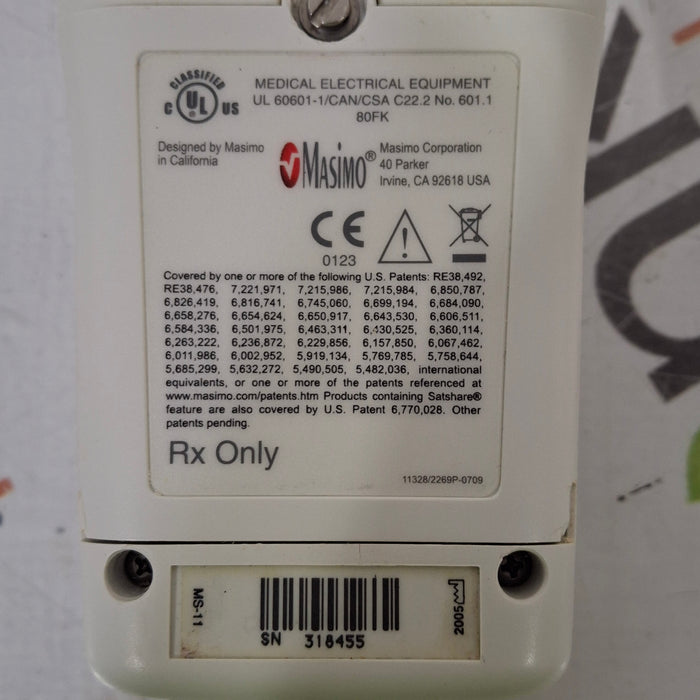 CLASSIFIED
C UL US
MEDICAL ELECTRICAL EQUIPMENT
UL 60601-1/CAN/CSA C22.2 No. 601.1
80FK
Designed by Masimo
in California
MASIMO®
Masimo Corporation
40 Parker
Irvine, CA 92618 USA
CE
0123
Covered by one or more of the following U.S. Patents: RE38,492,
RE38,476, 7,221,971, 7,215,986, 7,215,984, 6,850,787,
6,826,419, 6,816,741, 6,745,060, 6,699,194, 6,684,090,
6,658,276, 6,654,624, 6,650,917, 6,643,530, 6,606,511,
6,584,336, 6,501,975, 6,463,311, 6,430,525, 6,360,114,
6,263,222, 6,236,872, 6,229,856, 6,157,850, 6,067,462,
6,011,986, 6,002,952, 5,919,134, 5,769,785, 5,758,644,
5,685,299, 5,632,272, 5,490,505, 5,482,036, international
equivalents, or one or more of the patents referenced at
www.masimo.com/patents.htm Products containing Satshare®
feature are also covered by U.S. Patent 6,770,028. Other
patents pending.
Rx Only
11328/2269P-0709
MS-11
SN 318455
2005